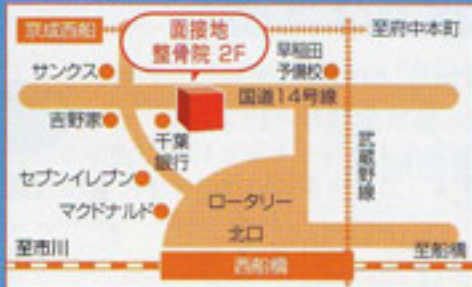 京成西船
至府中本町
面接地
整骨院 2F
早稲田
予備校
サンクス
国道14号線
吉野家
千葉
銀行
武蔵野線
セブンイレブン
マクドナルド
ロータリー
北口
至市川
至船橋
西船橋